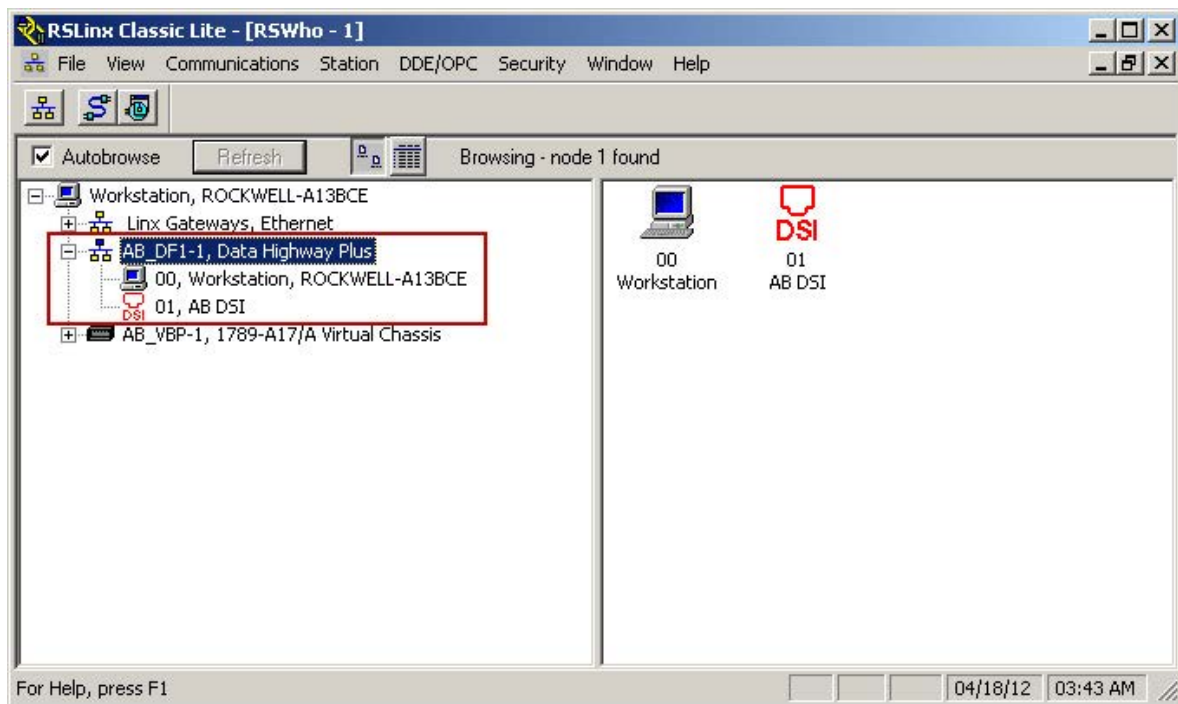 RSLinx Classic Lite - [RSWho - 1]
File View Communications Station DDE/OPC Security Window Help
Autobrowse Refresh Browsing - node 1 found
Workstation, ROCKWELL-A13BCE
Linx Gateways, Ethernet
AB_DF1-1, Data Highway Plus
00, Workstation, ROCKWELL-A13BCE
DSI 01, AB DSI
AB_VBP-1, 1789-A17/A Virtual Chassis
00
Workstation
DSI
01
AB DSI
For Help, press F1 04/18/12 03:43 AM